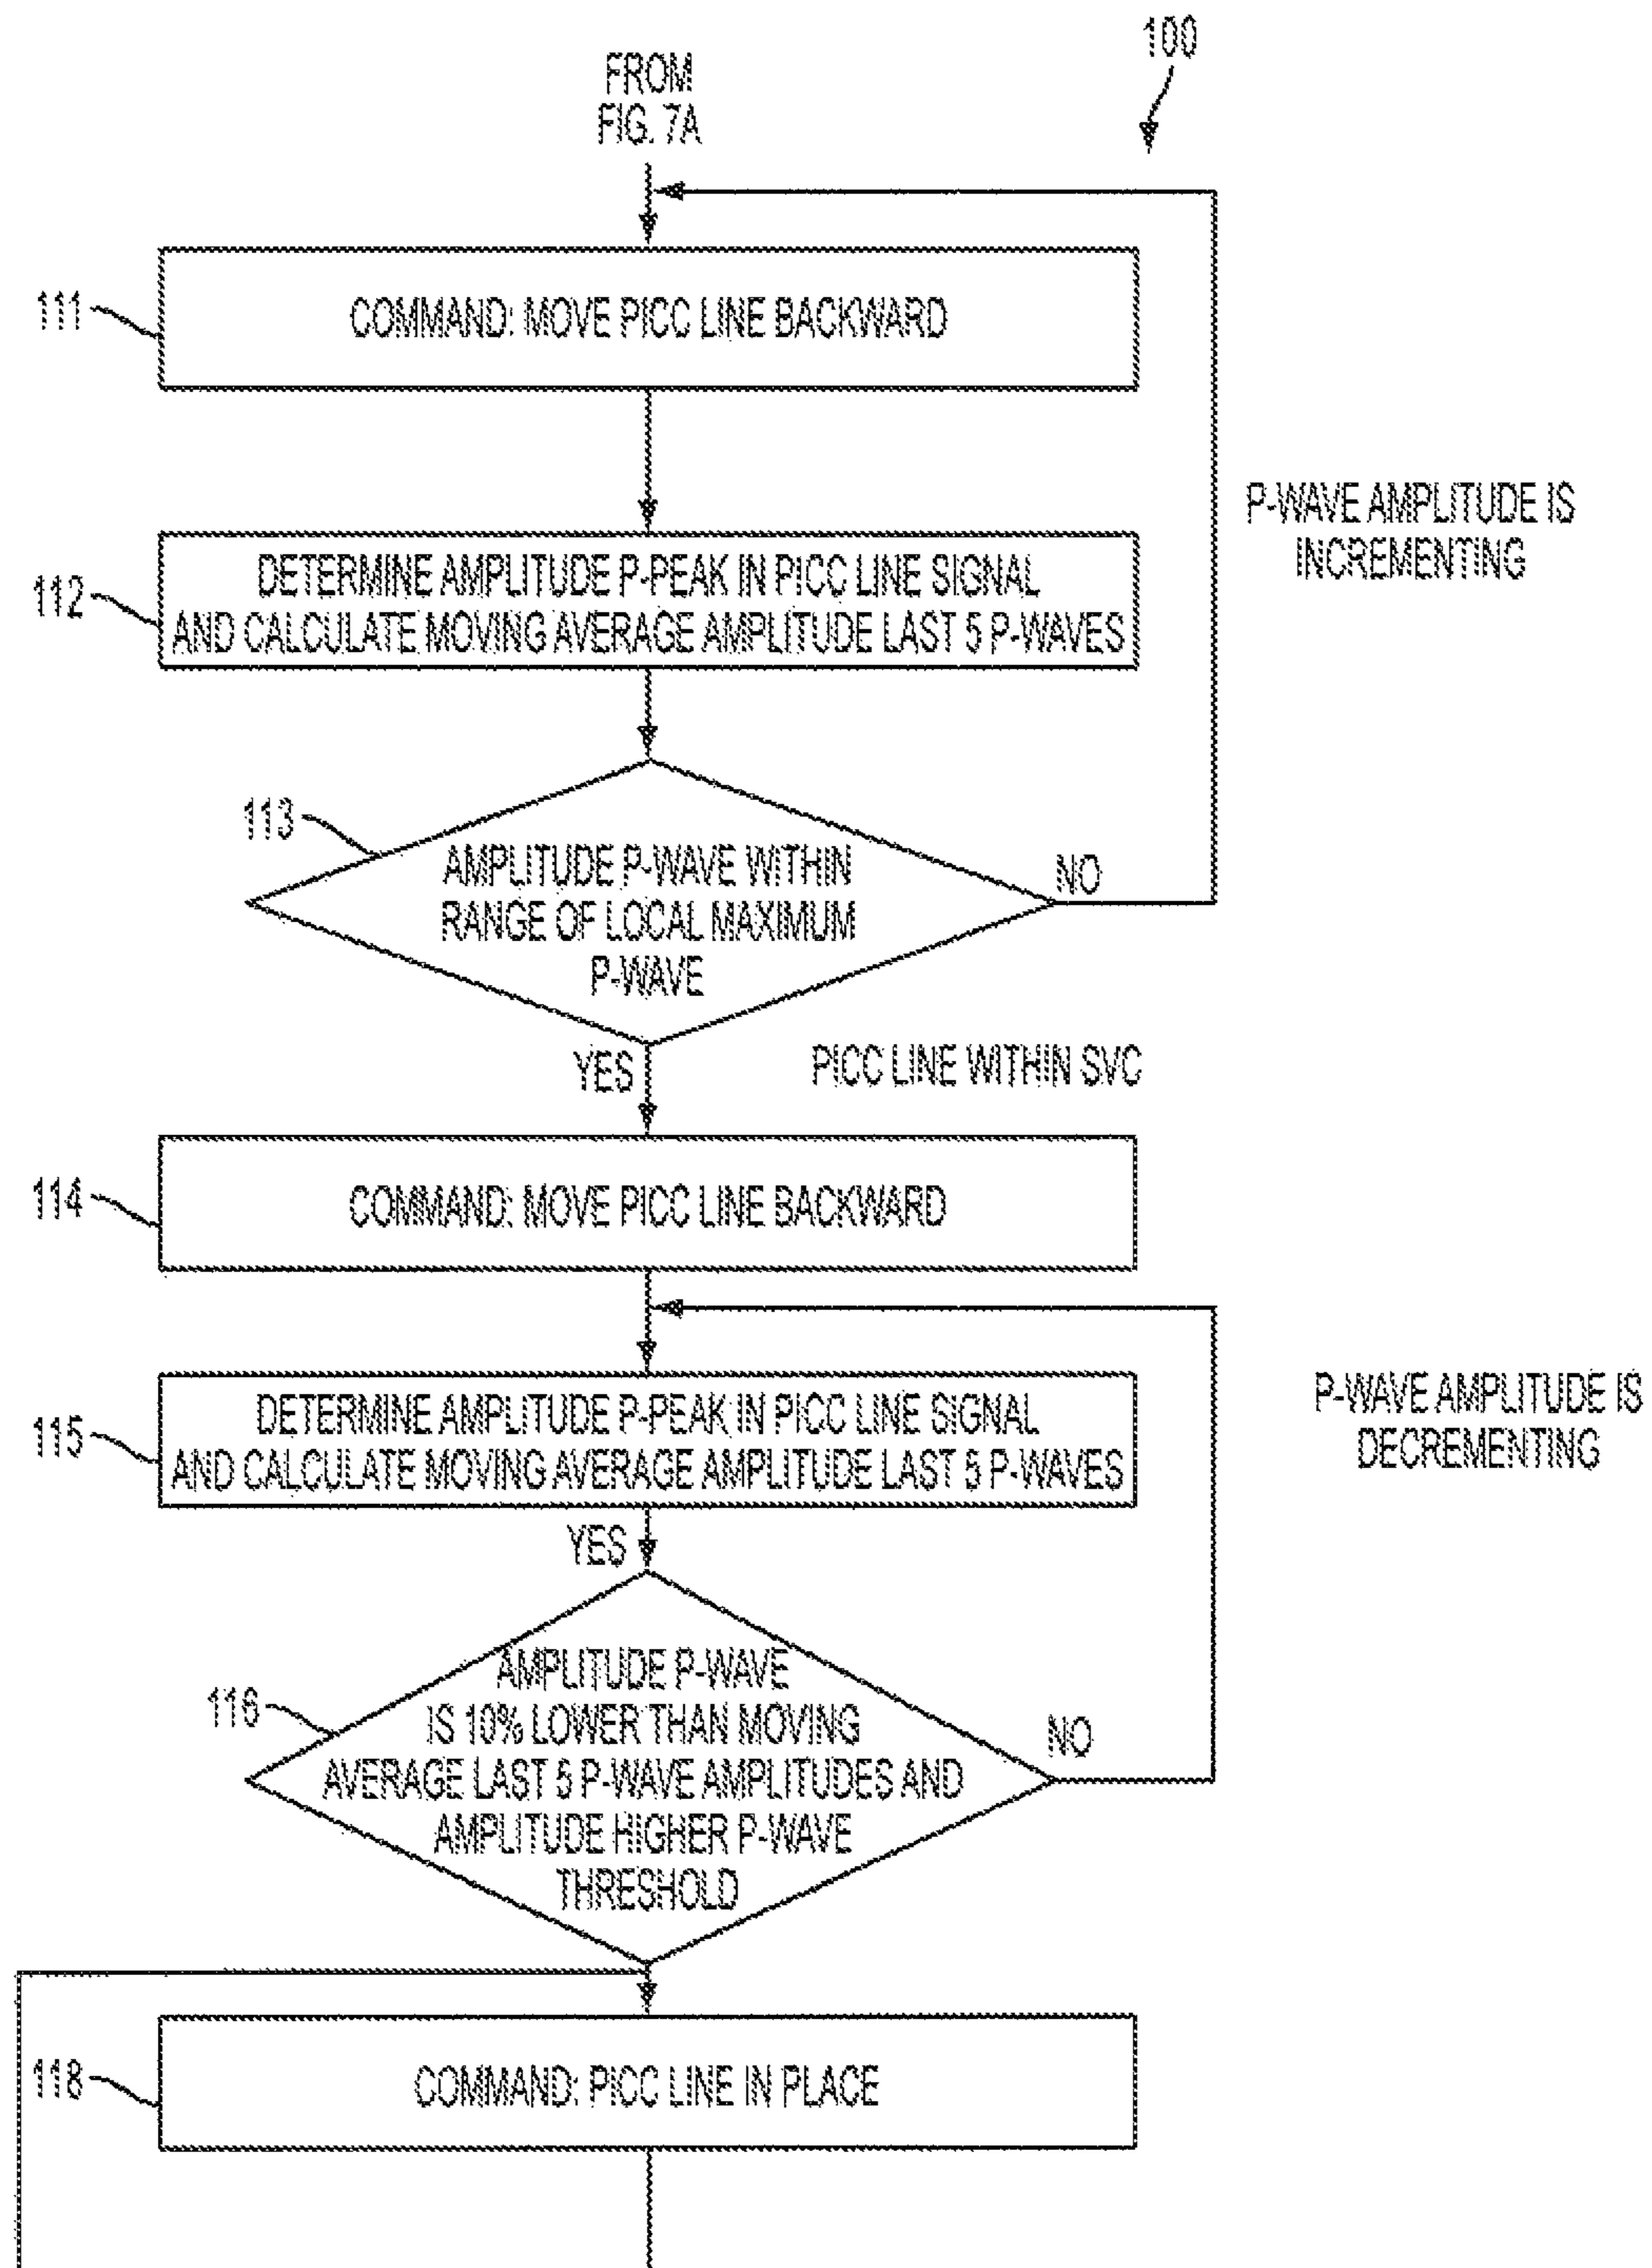 100
FROM
FIG. 7A
111
COMMAND: MOVE PICC LINE BACKWARD
P-WAVE AMPLITUDE IS
INCREMENTING
112
DETERMINE AMPLITUDE P-PEAK IN PICC LINE SIGNAL
AND CALCULATE MOVING AVERAGE AMPLITUDE LAST 5 P-WAVES
113
AMPLITUDE P-WAVE WITHIN
RANGE OF LOCAL MAXIMUM
P-WAVE
NO
YES
PICC LINE WITHIN SVC
114
COMMAND: MOVE PICC LINE BACKWARD
P-WAVE AMPLITUDE IS
DECREMENTING
115
DETERMINE AMPLITUDE P-PEAK IN PICC LINE SIGNAL
AND CALCULATE MOVING AVERAGE AMPLITUDE LAST 5 P-WAVES
YES
116
AMPLITUDE P-WAVE
IS 10% LOWER THAN MOVING
AVERAGE LAST 5 P-WAVE AMPLITUDES AND
AMPLITUDE HIGHER P-WAVE
THRESHOLD
NO
118
COMMAND: PICC LINE IN PLACE